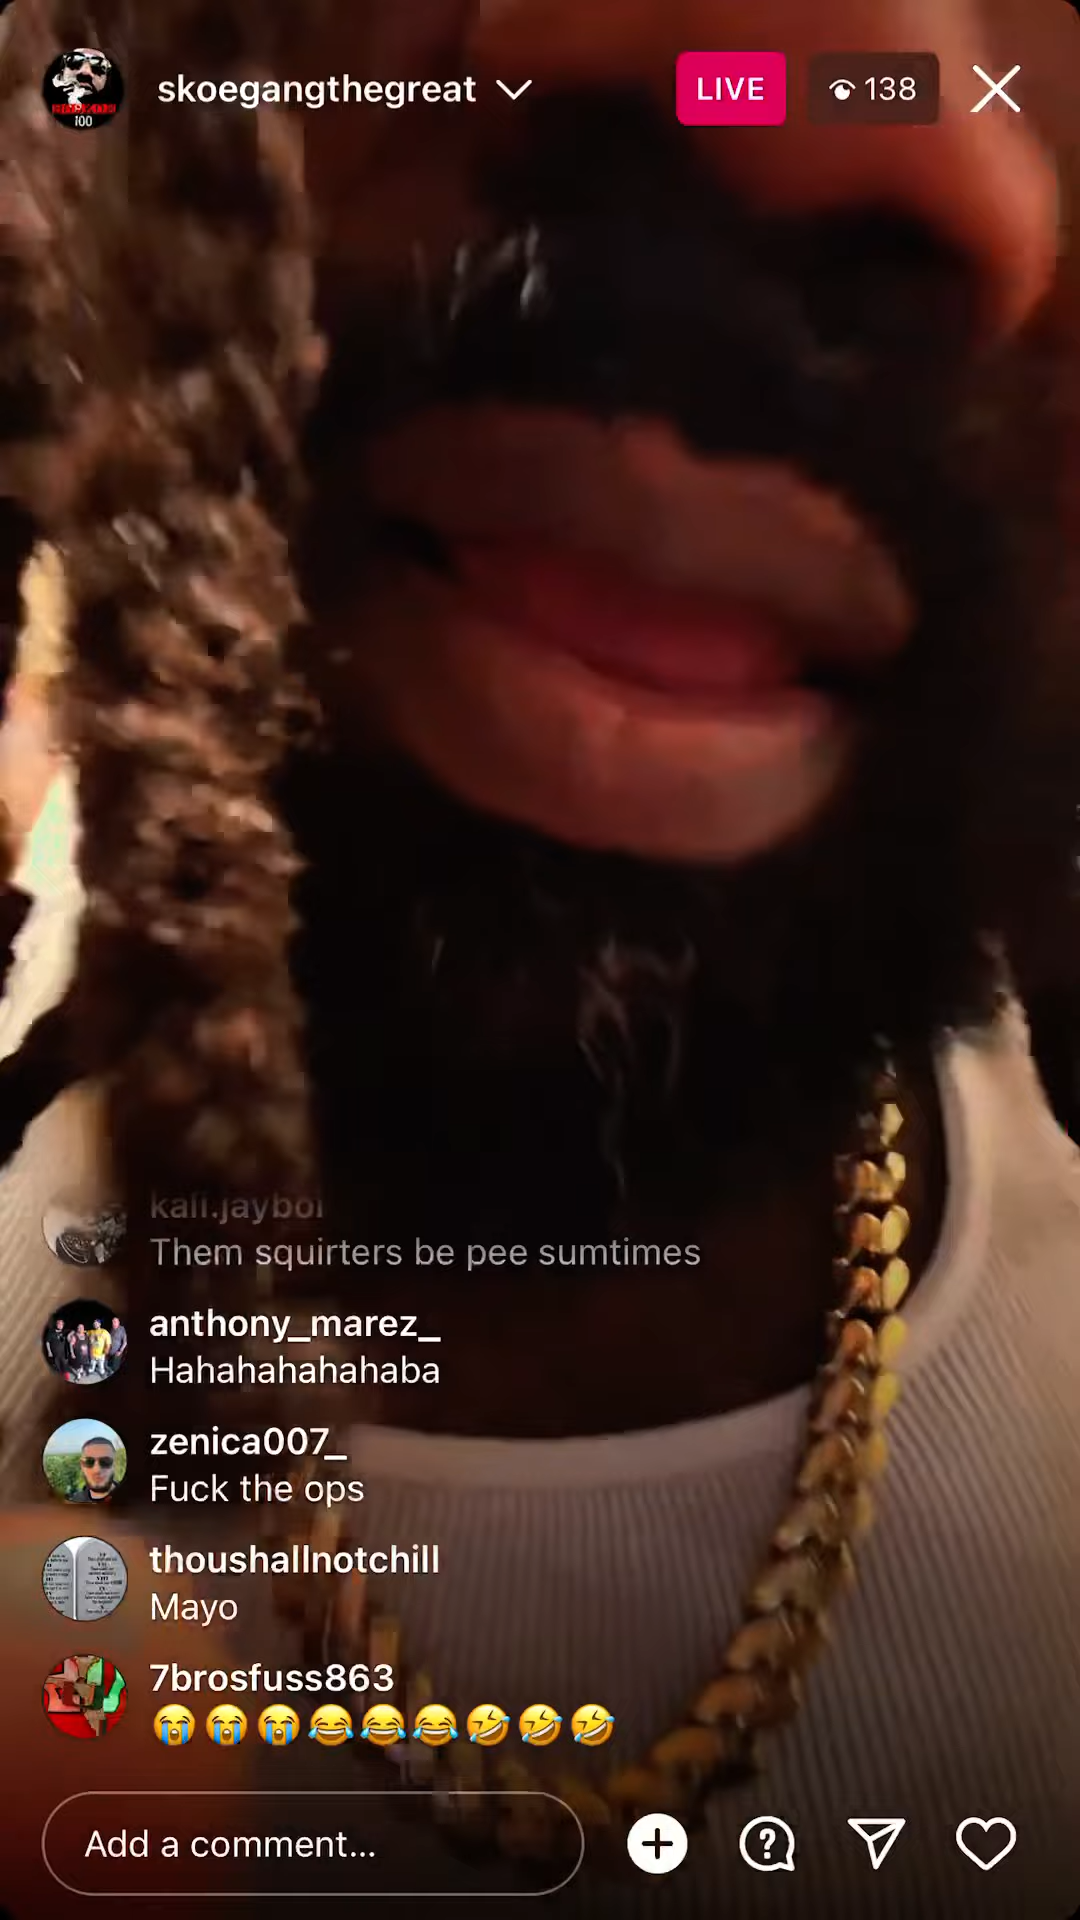 skoegangthegreat
LIVE
138
100
kali.jayboi
Them squirters be pee sumtimes
anthony_marez_
Hahahahahahaba
zenica007_
Fuck the ops
thoushallnotchill
Mayo
7brosfuss863
😭😭😭😂😂😂🤣🤣🤣
Add a comment...